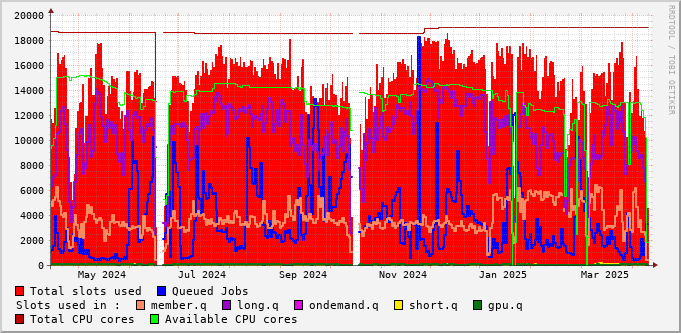 20000
18000
16000
14000
12000
10000
8000
6000
4000
2000
0
May 2024 Jul 2024 Sep 2024 Nov 2024 Jan 2025 Mar 2025
RRDTOOL / TOBI OETIKER
Total slots used Queued Jobs
Slots used in : member.q long.q ondemand.q short.q gpu.q
Total CPU cores Available CPU cores